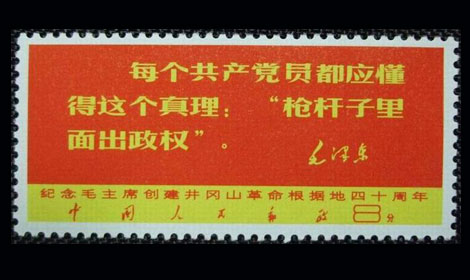 每个共产党员都应懂
得这个真理：“枪杆子里
面出政权”。
毛泽东
纪念毛主席创建井冈山革命根据地四十周年
中国人民邮政 8分